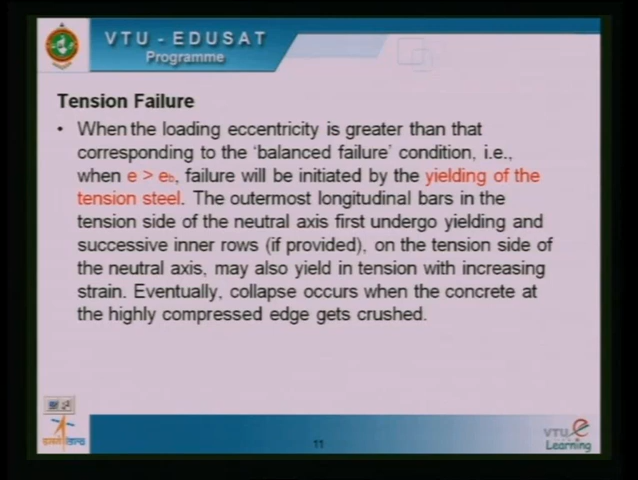 VTU - EDUSAT
Programme
Tension Failure
• When the loading eccentricity is greater than that
corresponding to the 'balanced failure' condition, i.e.,
when e > eb, failure will be initiated by the yielding of the
tension steel. The outermost longitudinal bars in the
tension side of the neutral axis first undergo yielding and
successive inner rows (if provided), on the tension side of
the neutral axis, may also yield in tension with increasing
strain. Eventually, collapse occurs when the concrete at
the highly compressed edge gets crushed.
11
VTU e
Learning